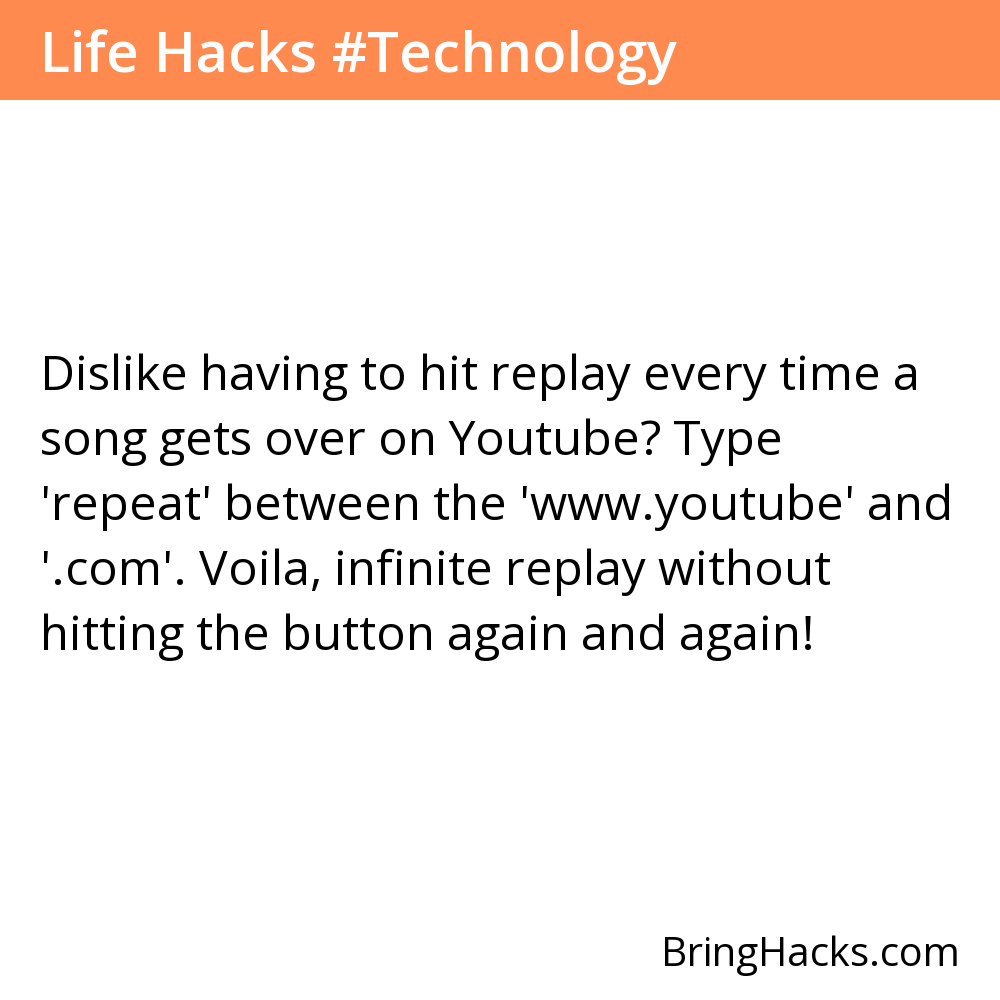 Life Hacks #Technology
Dislike having to hit replay every time a
song gets over on Youtube? Type
'repeat' between the 'www.youtube' and
'.com'. Voila, infinite replay without
hitting the button again and again!
BringHacks.com